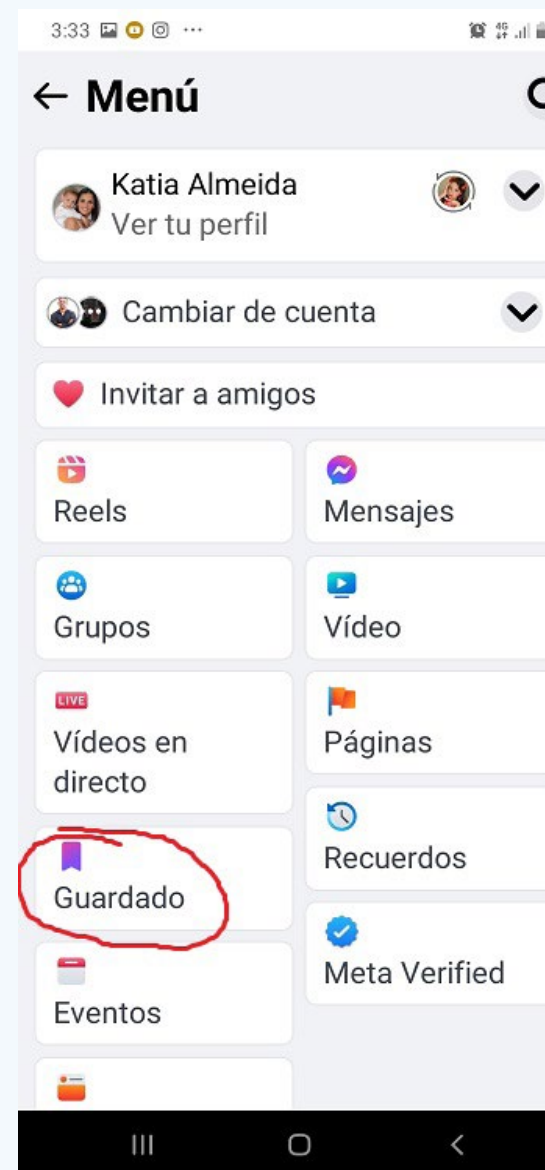 3:33
4G
Menú
Katia Almeida
Ver tu perfil
Cambiar de cuenta
Invitar a amigos
Reels
Mensajes
Grupos
Vídeo
LIVE
Vídeos en
directo
Páginas
Recuerdos
Guardado
Meta Verified
Eventos